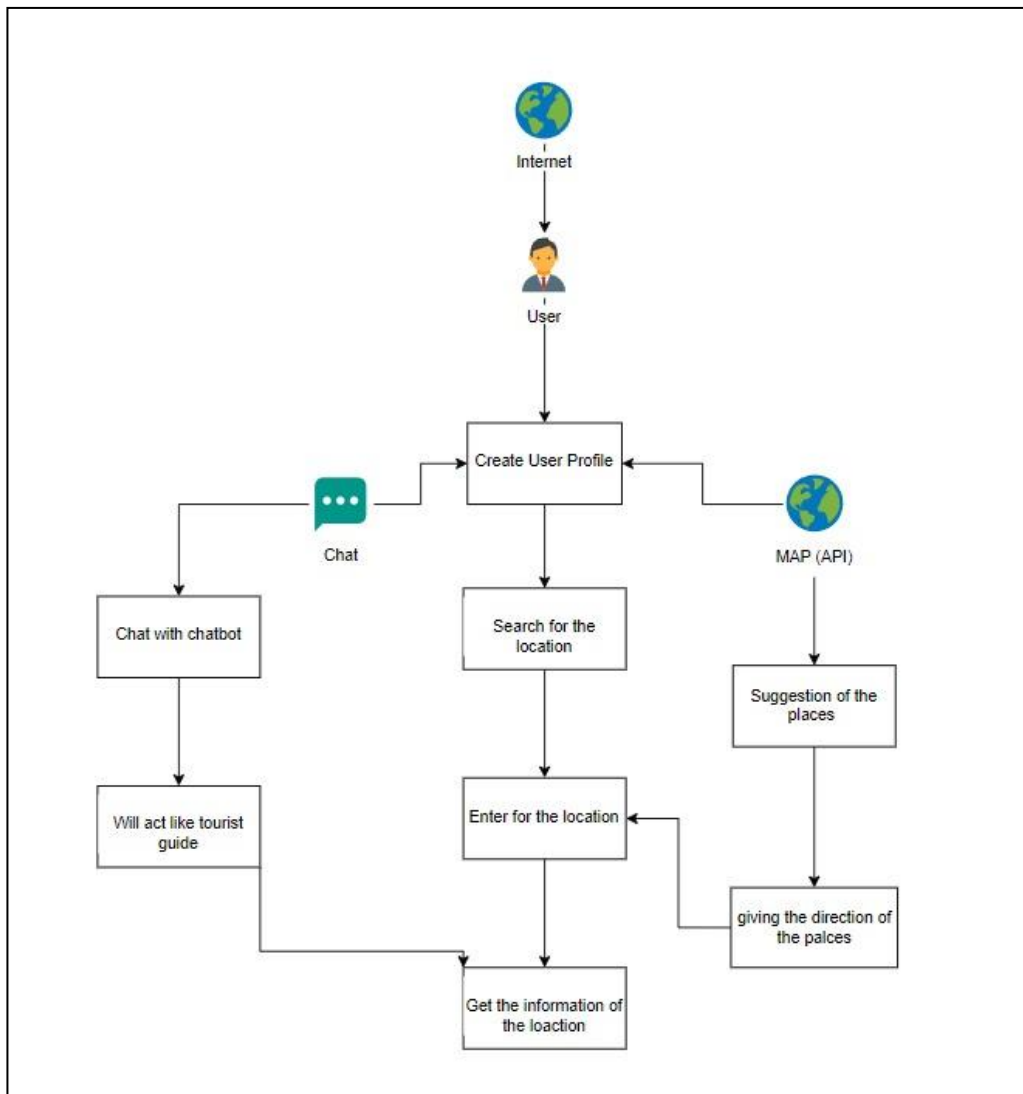 Internet
User
Create User Profile
Chat
MAP (API)
Chat with chatbot
Search for the
location
Suggestion of the
places
Will act like tourist
guide
Enter for the location
giving the direction of
the palces
Get the information of
the loaction